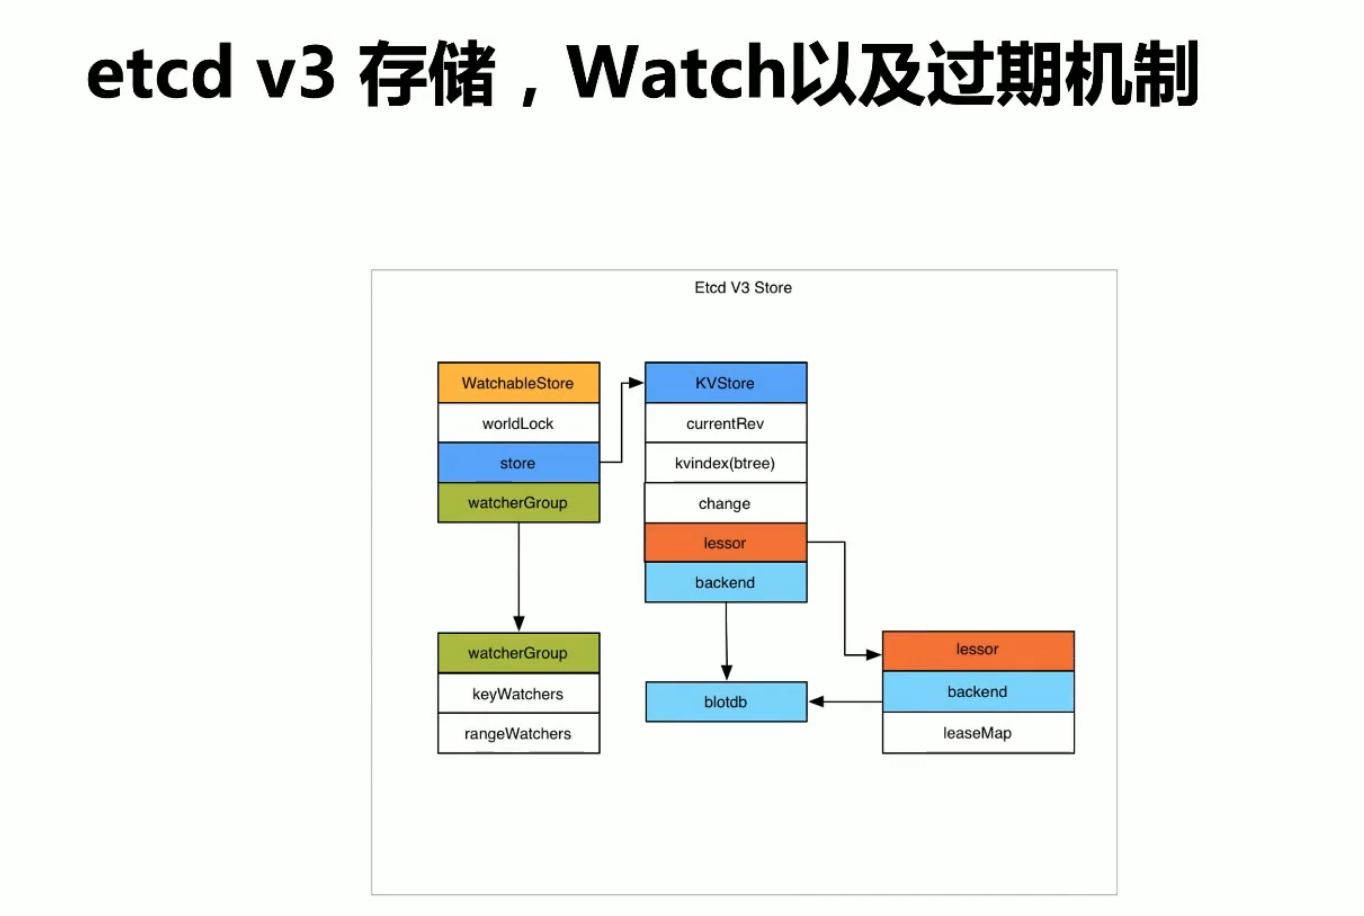 etcd v3 存储，Watch以及过期机制
Etcd V3 Store
WatchableStore
worldLock
store
watcherGroup
KVStore
currentRev
kvindex(btree)
change
lessor
backend
watcherGroup
keyWatchers
rangeWatchers
blotdb
lessor
backend
leaseMap